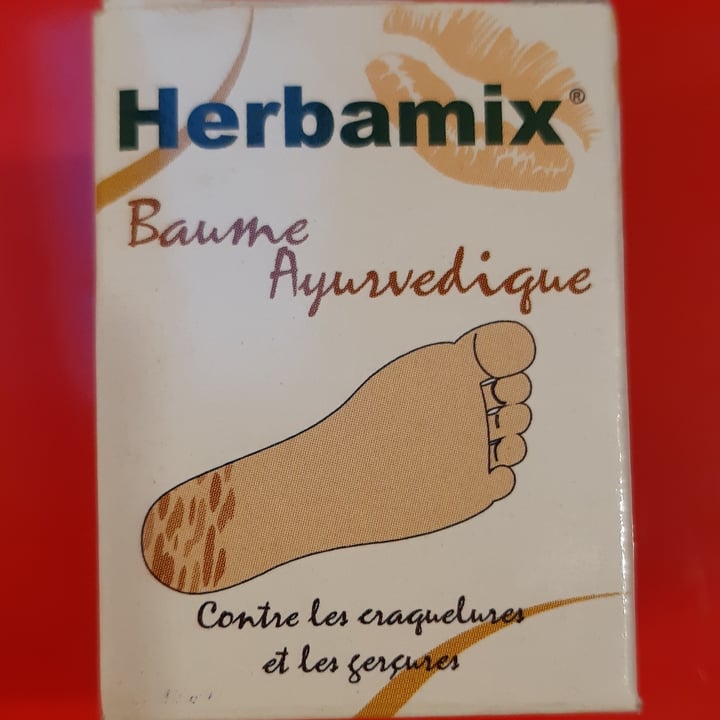 Herbamix®
Baume
Ayurvedique
Contre les craquelures
et les gerçures